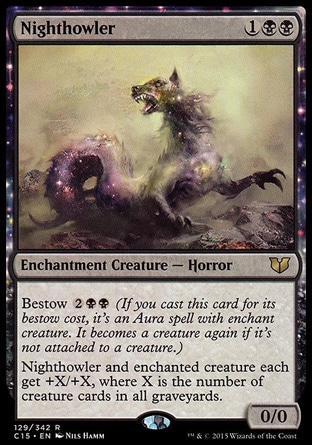 Nighthowler 1
Enchantment Creature — Horror
Bestow 2 (If you cast this card for its
bestow cost, it's an Aura spell with enchant
creature. It becomes a creature again if it's
not attached to a creature.)
Nighthowler and enchanted creature each
get +X/+X, where X is the number of
creature cards in all graveyards.
0/0
129/342 R
C15 • EN Nils Hamm
™ & © 2015 Wizards of the Coast